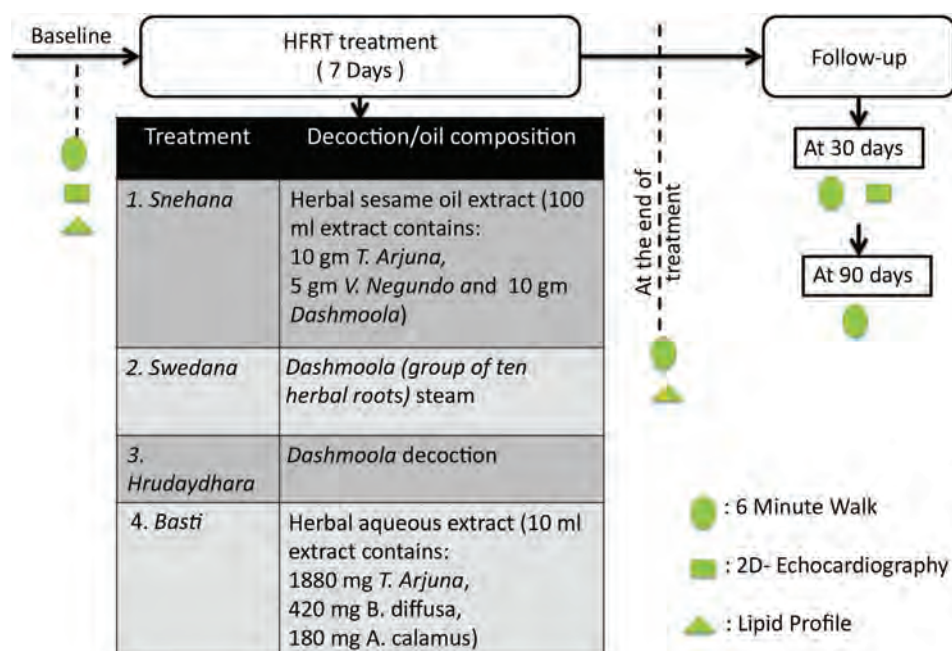 Baseline
HFRT treatment
( 7 Days )
Follow-up
Treatment
Decoction/oil composition
1. Snehana
Herbal sesame oil extract (100
ml extract contains:
10 gm T. Arjuna,
5 gm V. Negundo and 10 gm
Dashmoola)
2. Swedana
Dashmoola (group of ten
herbal roots) steam
3.
Hrudaydhara
Dashmoola decoction
4. Basti
Herbal aqueous extract (10 ml
extract contains:
1880 mg T. Arjuna,
420 mg B. diffusa,
180 mg A. calamus)
At the end of
treatment
At 30 days
At 90 days
: 6 Minute Walk
: 2D- Echocardiography
: Lipid Profile